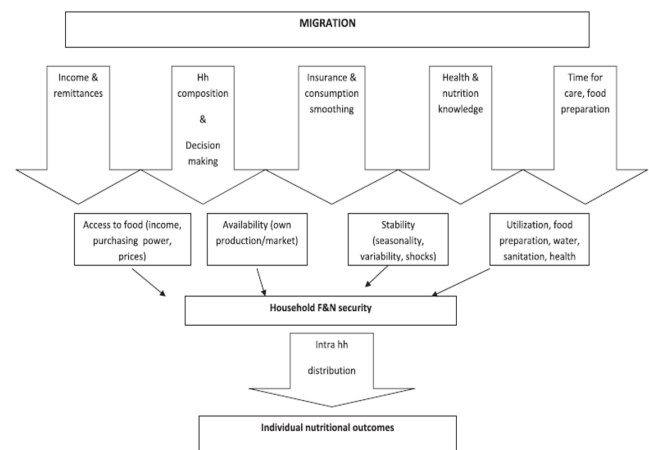 MIGRATION
Income &
remittances
Hh
composition
&
Decision
making
Insurance &
consumption
smoothing
Health &
nutrition
knowledge
Time for
care, food
preparation
Access to food (income,
purchasing power,
prices)
Availability (own
production/market)
Stability
(seasonality,
variability, shocks)
Utilization, food
preparation, water,
sanitation, health
Household F&N security
Intra hh
distribution
Individual nutritional outcomes